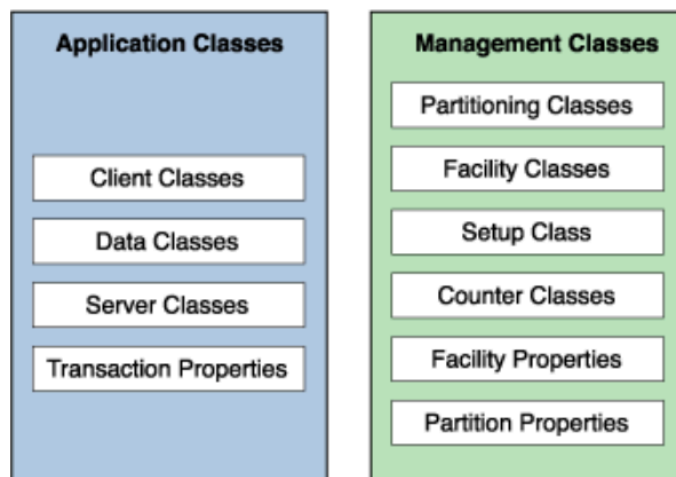 Application Classes
Client Classes
Data Classes
Server Classes
Transaction Properties
Management Classes
Partitioning Classes
Facility Classes
Setup Class
Counter Classes
Facility Properties
Partition Properties